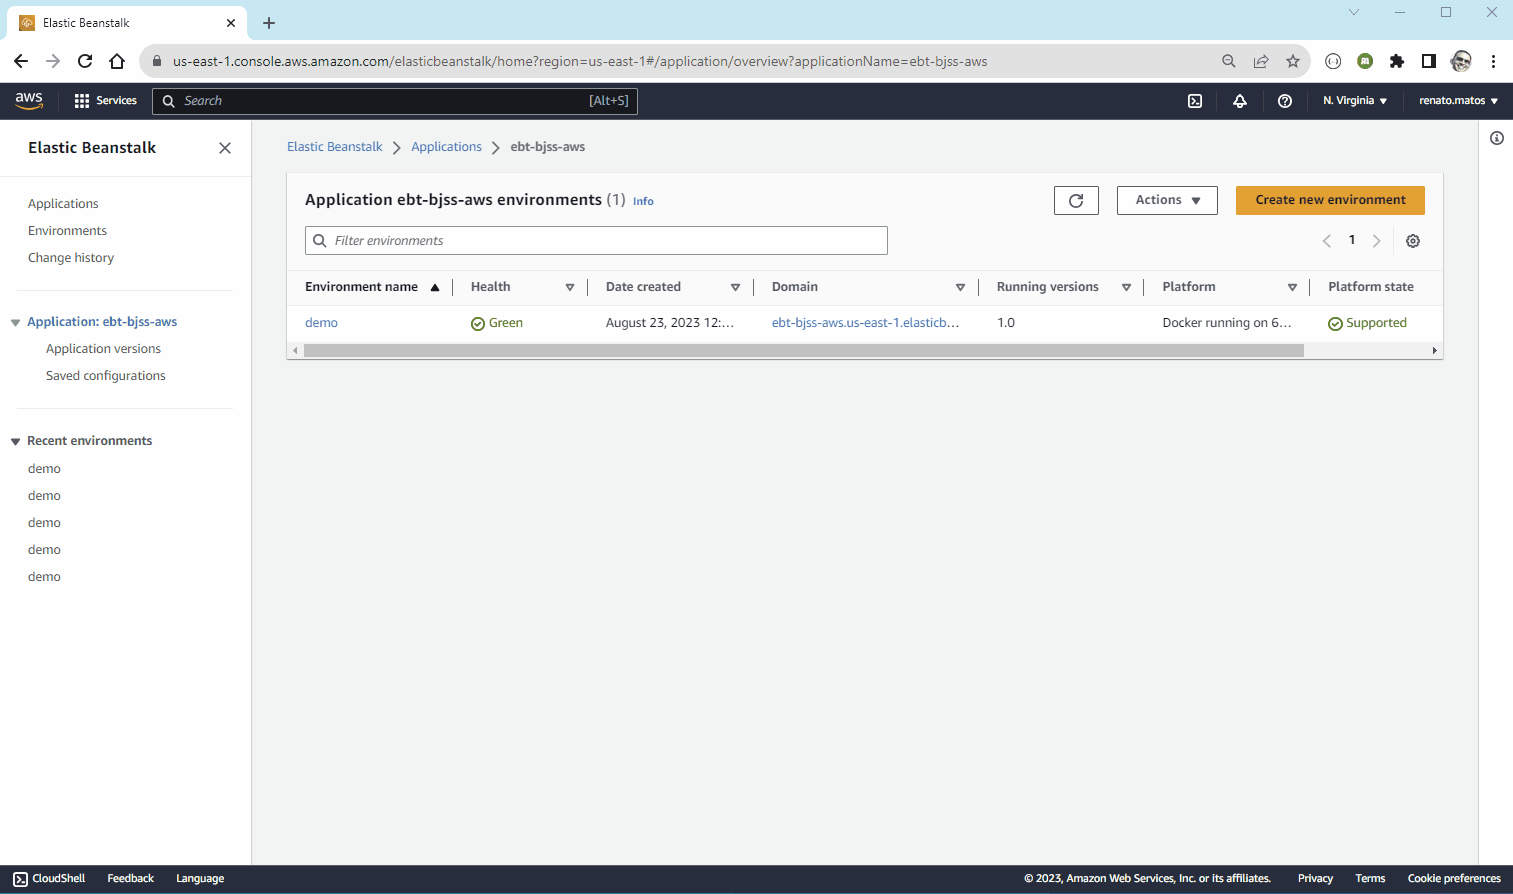 Elastic Beanstalk
us-east-1.console.aws.amazon.com/elasticbeanstalk/home?region=us-east-1#/application/overview?applicationName=ebt-bjss-aws
aws Services Search [Alt+S] N. Virginia ▼ renato.matos ▼
Elastic Beanstalk
Applications
Environments
Change history
Application: ebt-bjss-aws
Application versions
Saved configurations
Recent environments
demo
demo
demo
demo
demo
Elastic Beanstalk > Applications > ebt-bjss-aws
Application ebt-bjss-aws environments (1) Info
Actions ▼ Create new environment
Filter environments
1
Environment name Health Date created Domain Running versions Platform Platform state
demo Green August 23, 2023 12:... ebt-bjss-aws.us-east-1.elasticb... 1.0 Docker running on 6... Supported
CloudShell Feedback Language © 2023, Amazon Web Services, Inc. or its affiliates. Privacy Terms Cookie preferences